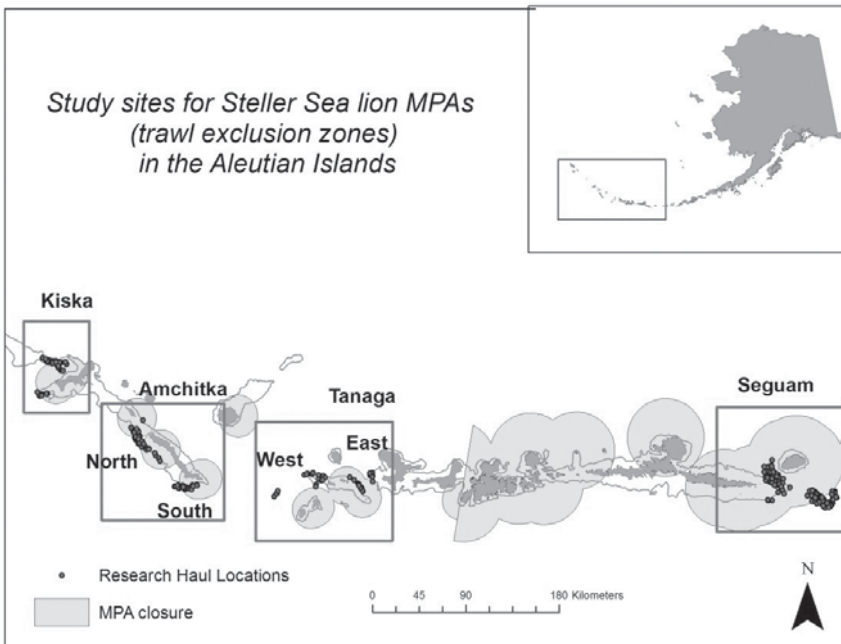 Study sites for Steller Sea lion MPAs
(trawl exclusion zones)
in the Aleutian Islands
Kiska
Amchitka
North
South
Tanaga
West
East
Seguam
Research Haul Locations
MPA closure
0 45 90 180 Kilometers
N